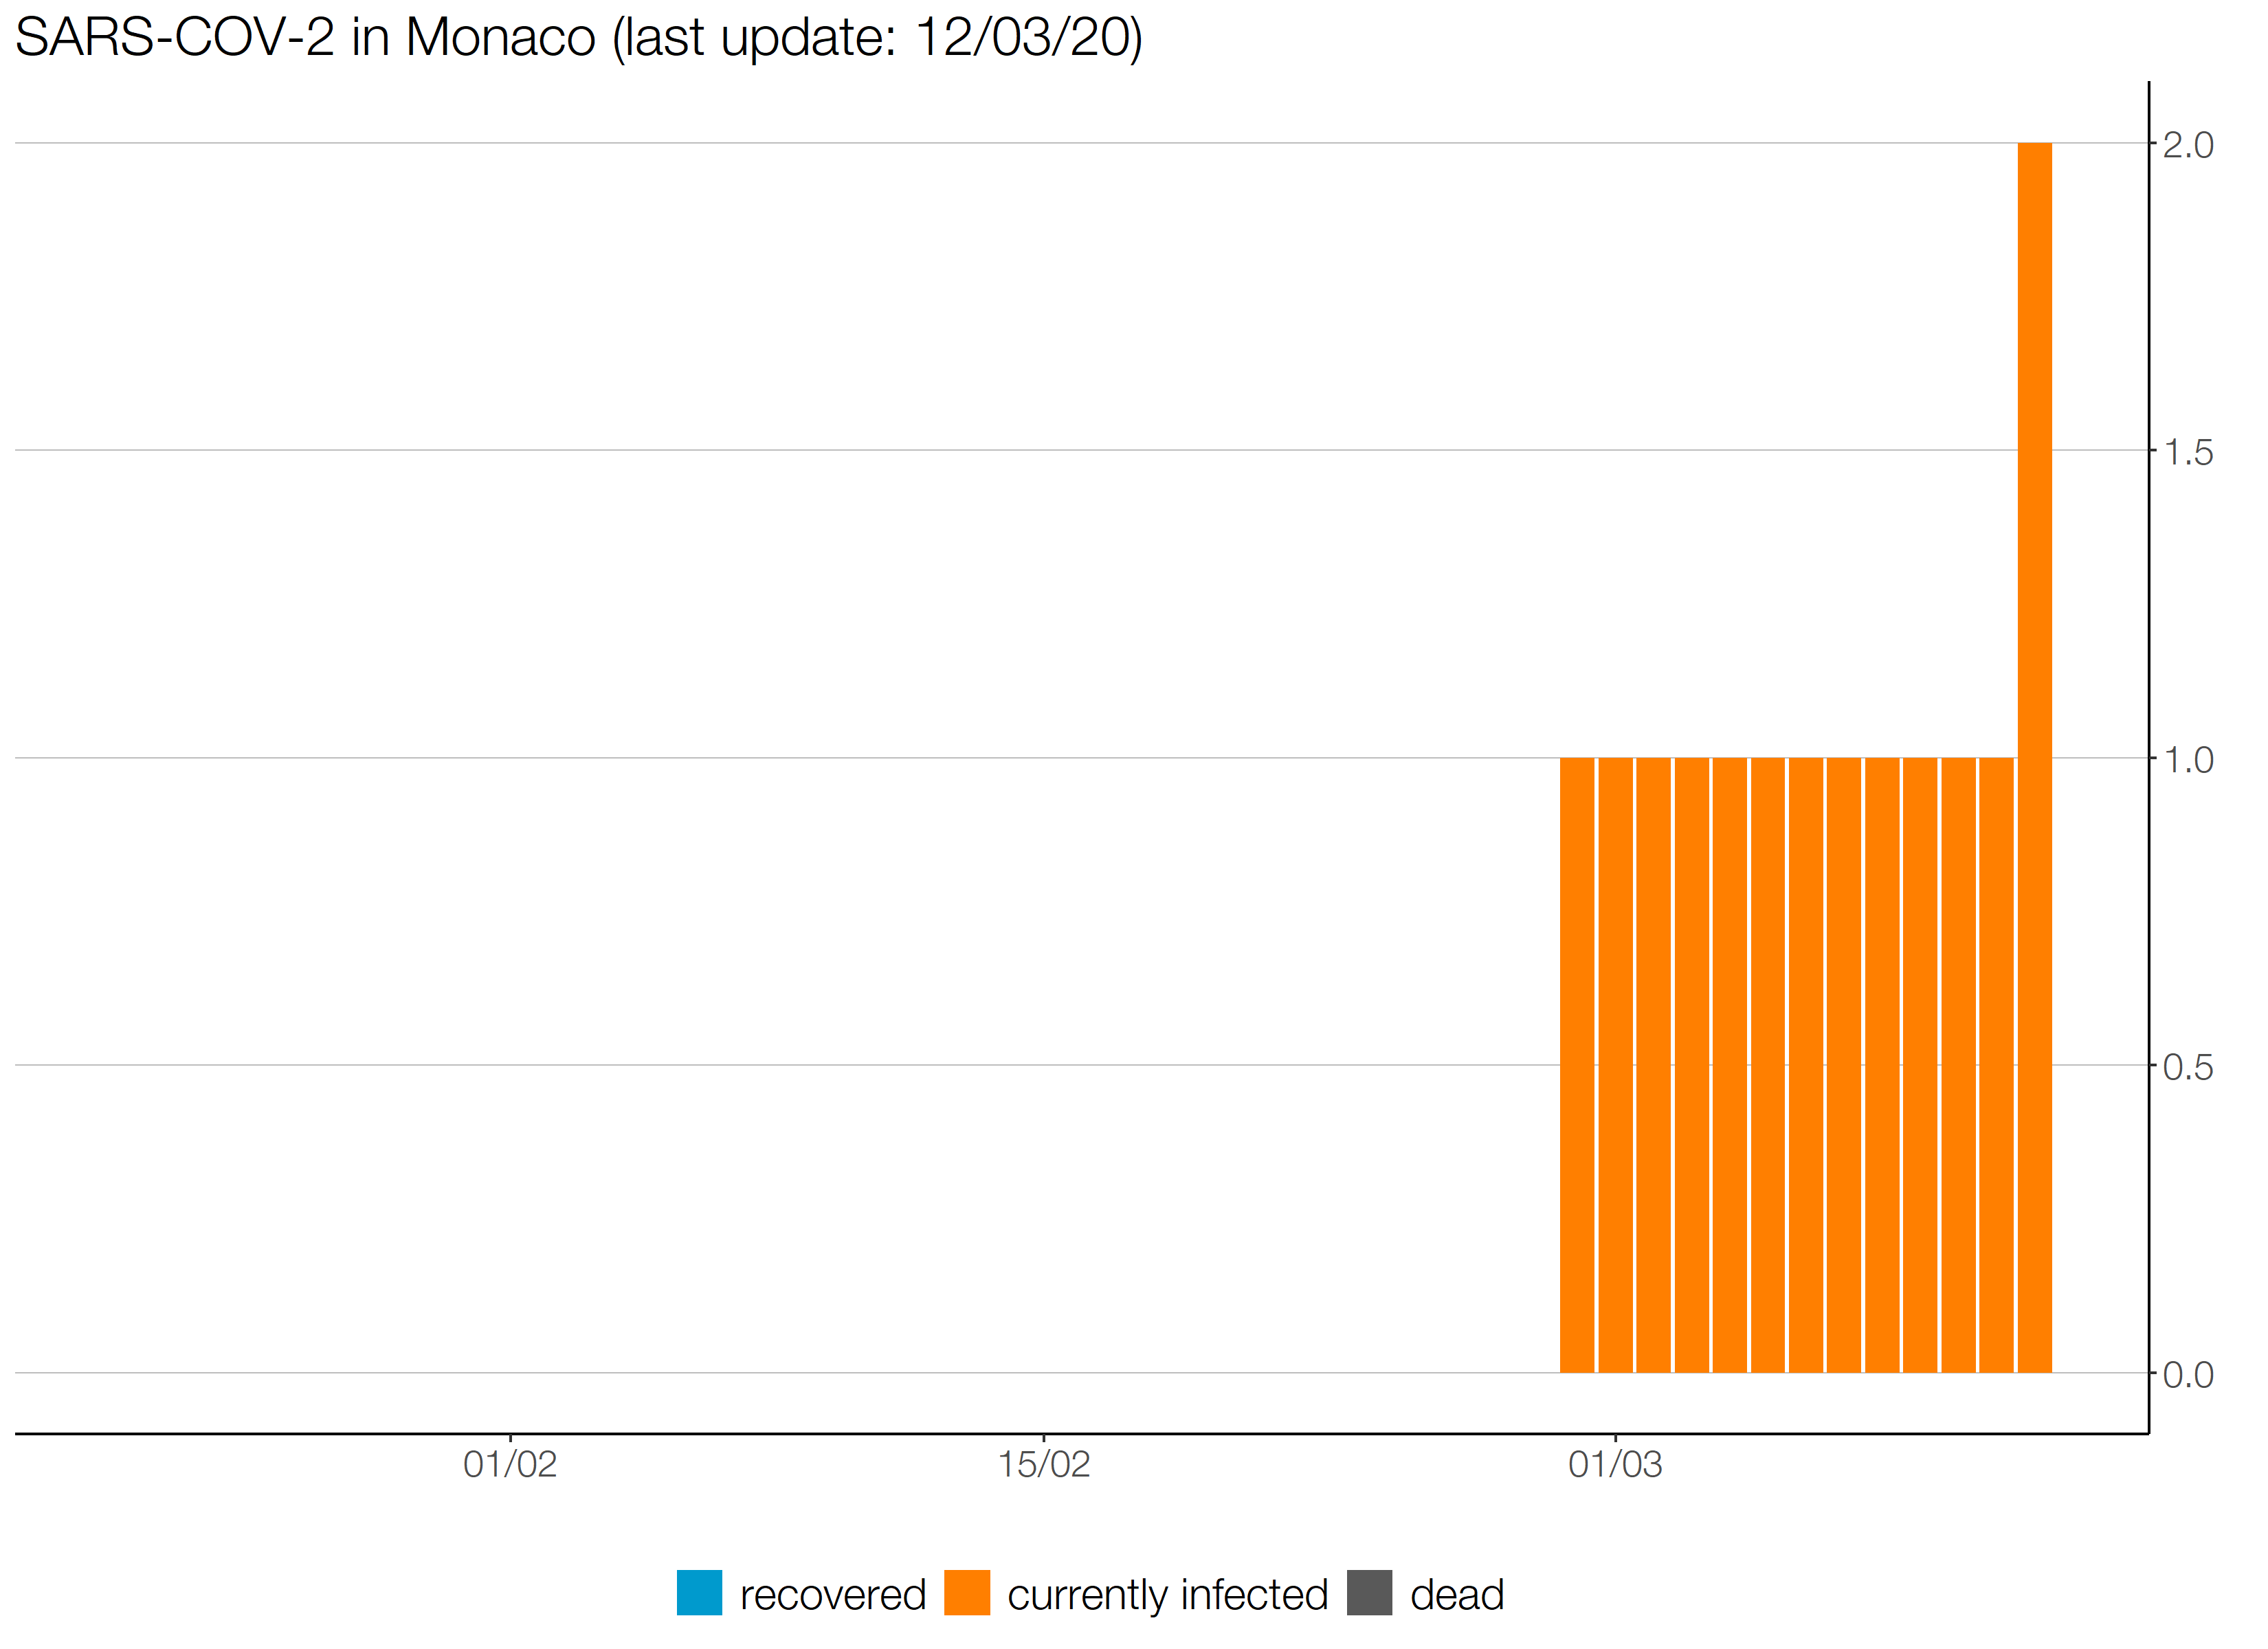 SARS-COV-2 in Monaco (last update: 12/03/20)
2.0
1.5
1.0
0.5
0.0
01/02 15/02 01/03
recovered currently infected dead